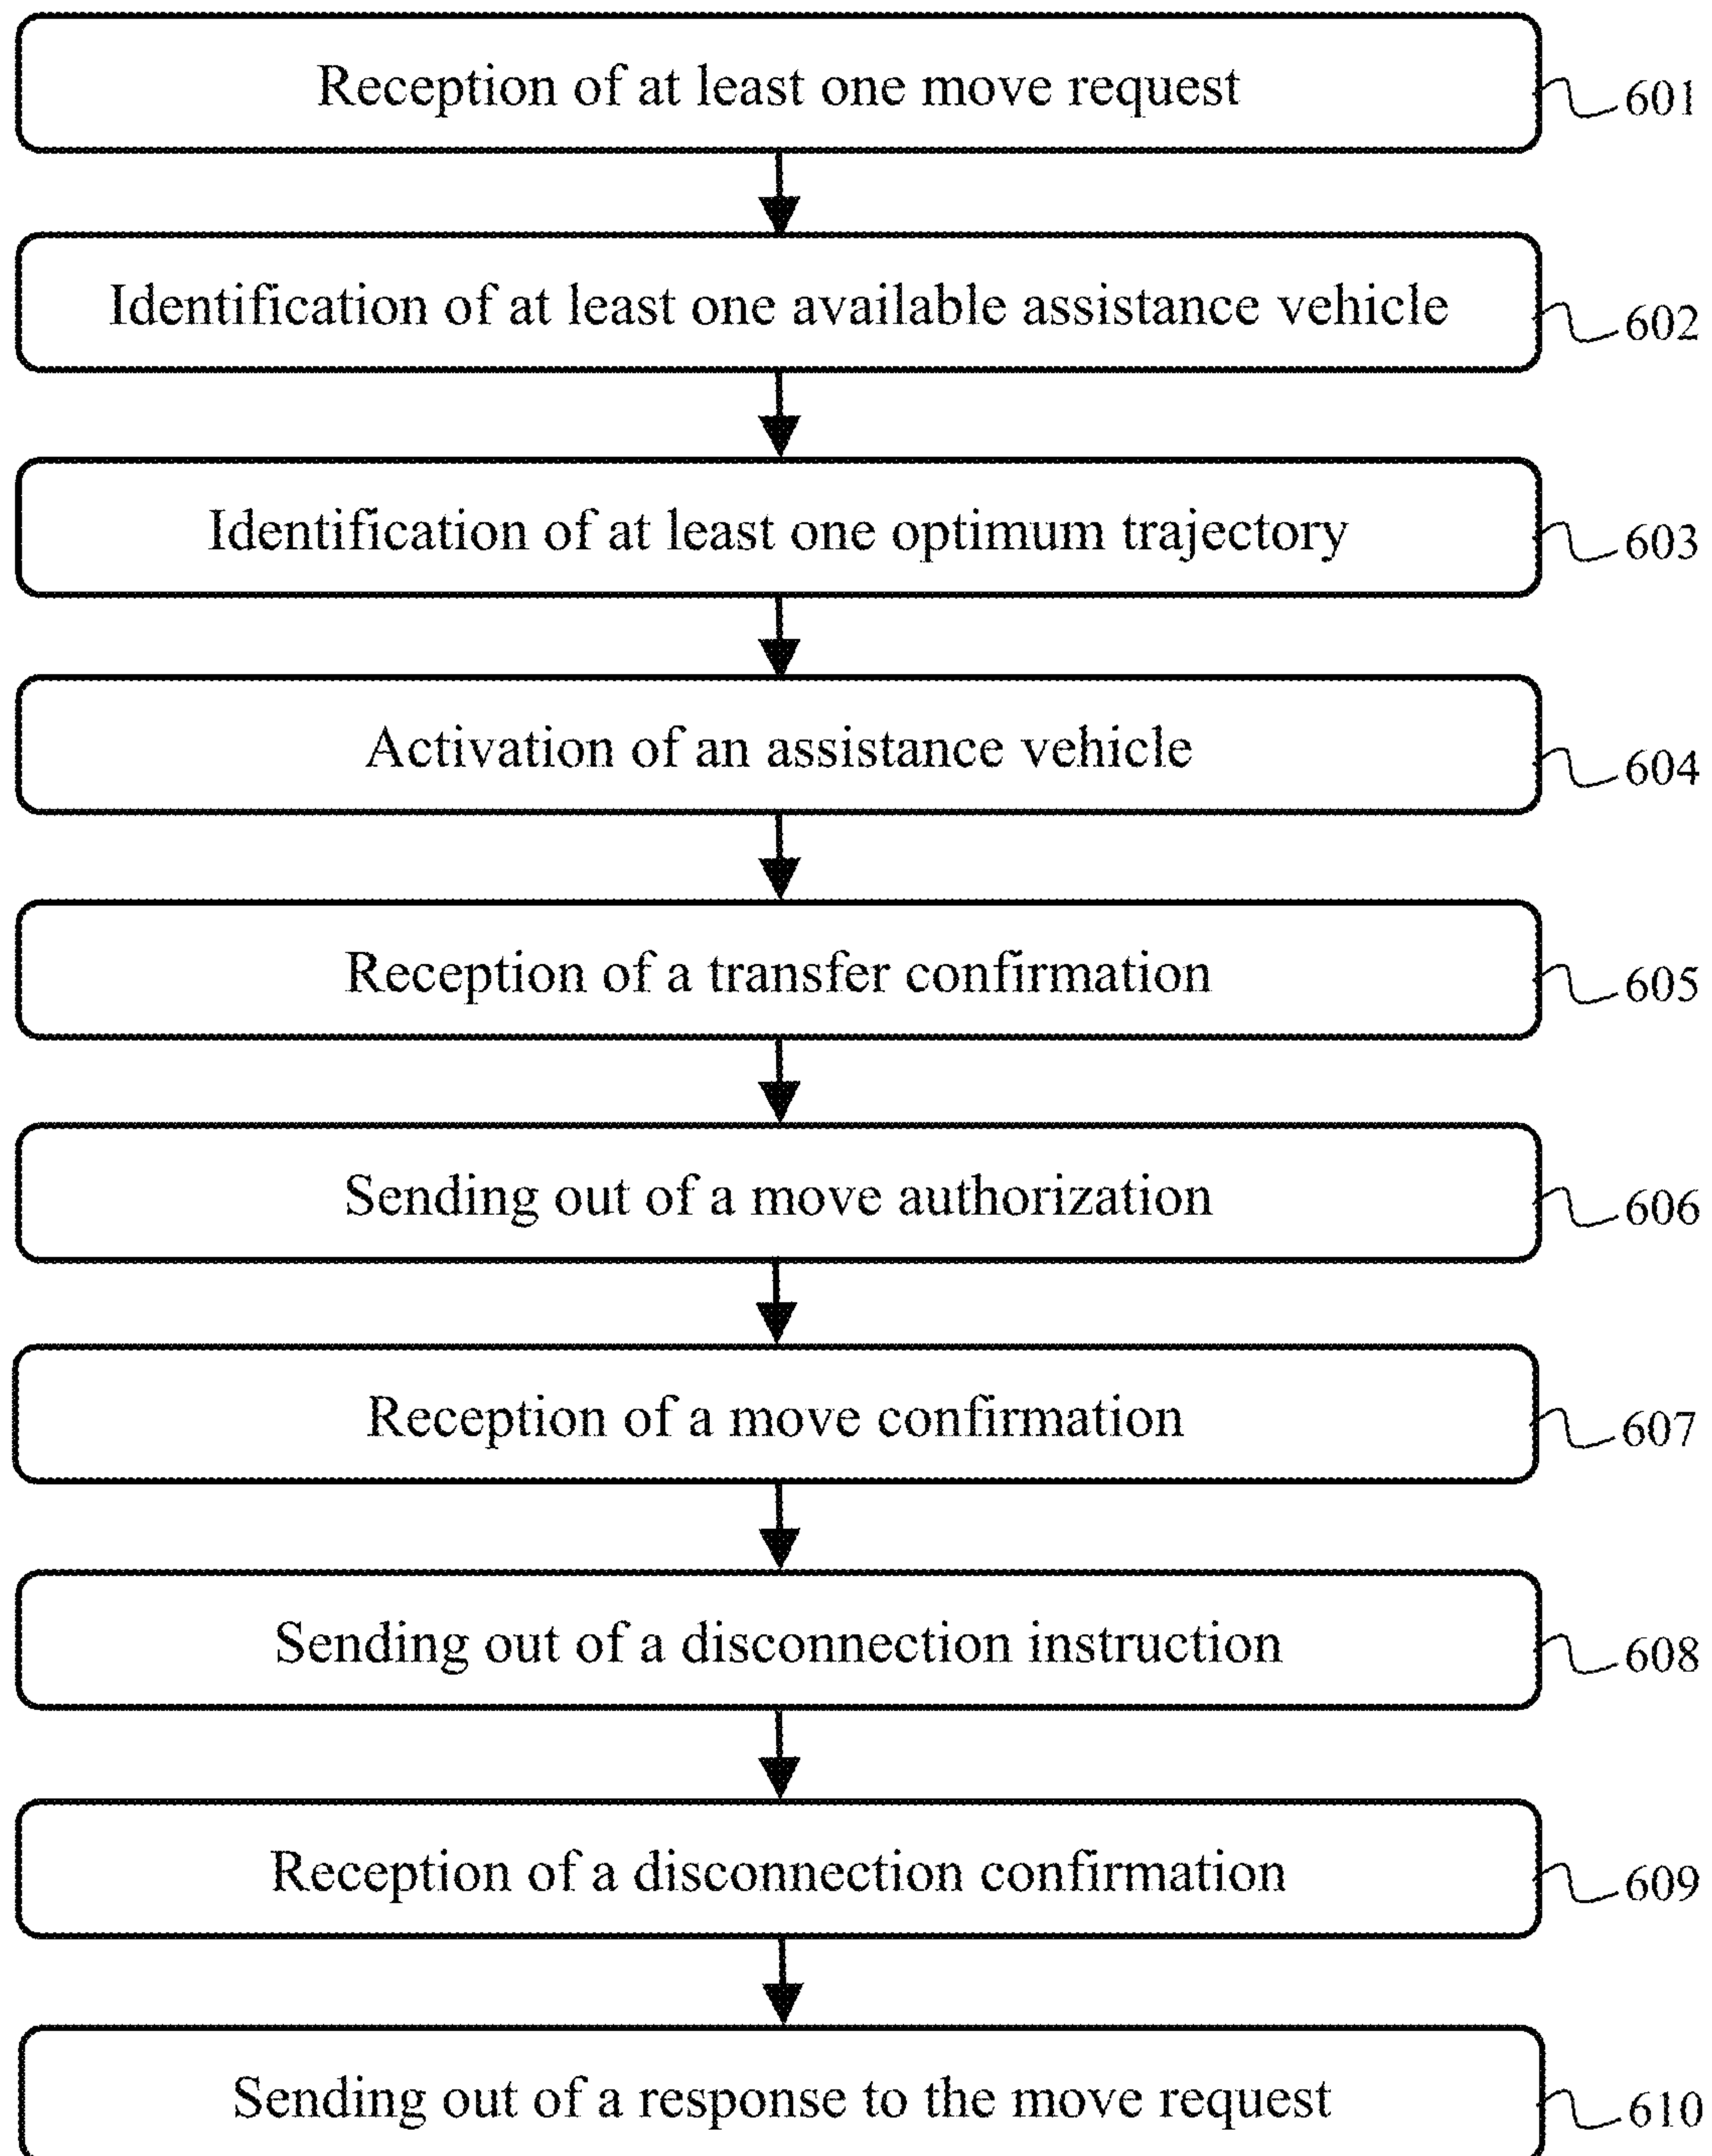 Reception of at least one move request
601
Identification of at least one available assistance vehicle
602
Identification of at least one optimum trajectory
603
Activation of an assistance vehicle
604
Reception of a transfer confirmation
605
Sending out of a move authorization
606
Reception of a move confirmation
607
Sending out of a disconnection instruction
608
Reception of a disconnection confirmation
609
Sending out of a response to the move request
610